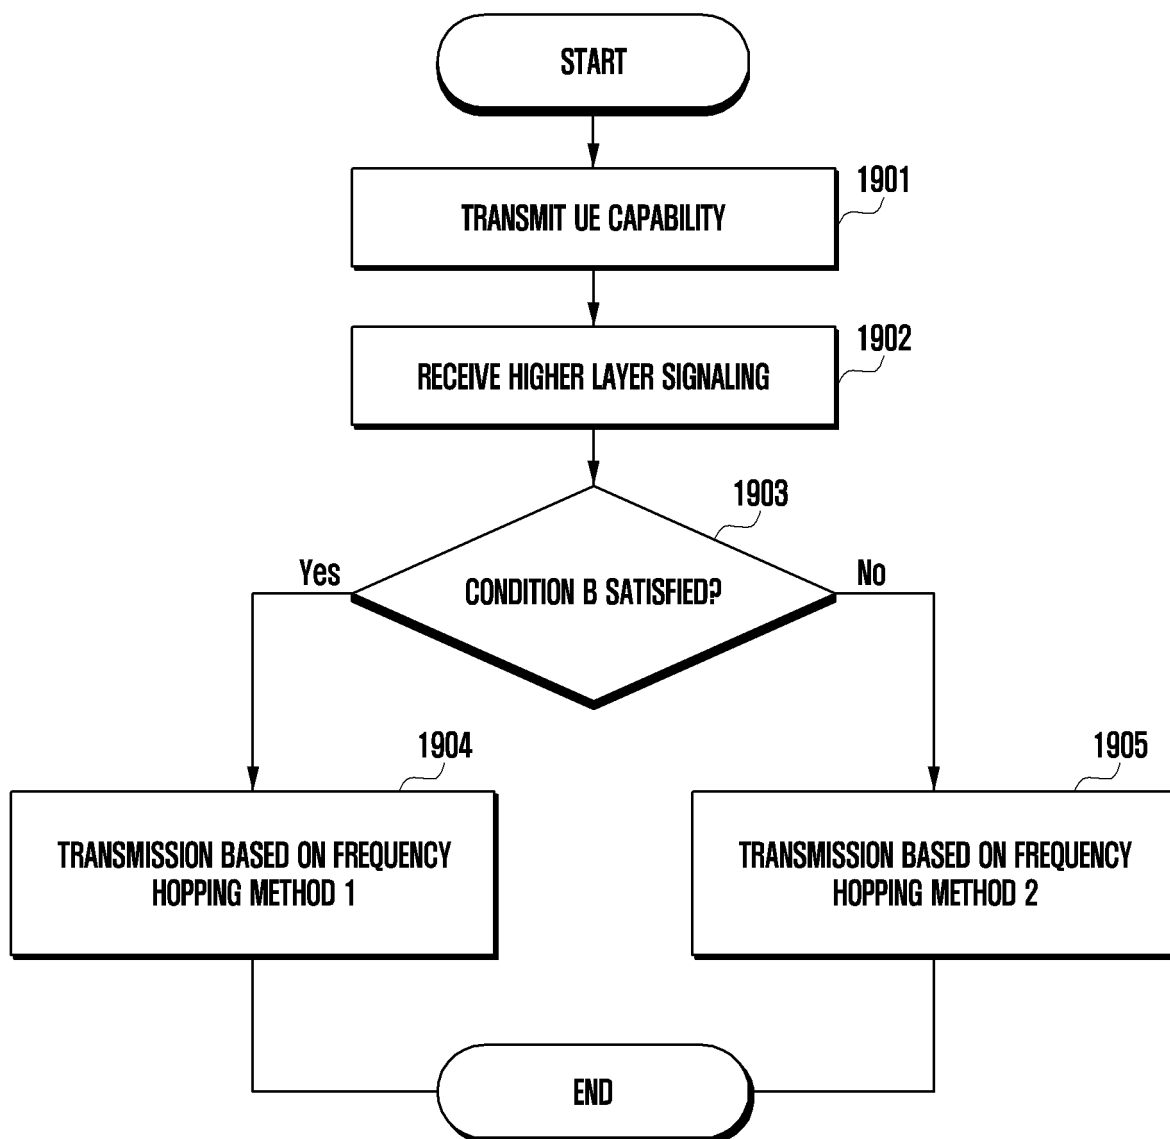 START
1901
TRANSMIT UE CAPABILITY
1902
RECEIVE HIGHER LAYER SIGNALING
1903
Yes
CONDITION B SATISFIED?
No
1904
TRANSMISSION BASED ON FREQUENCY
HOPPING METHOD 1
1905
TRANSMISSION BASED ON FREQUENCY
HOPPING METHOD 2
END